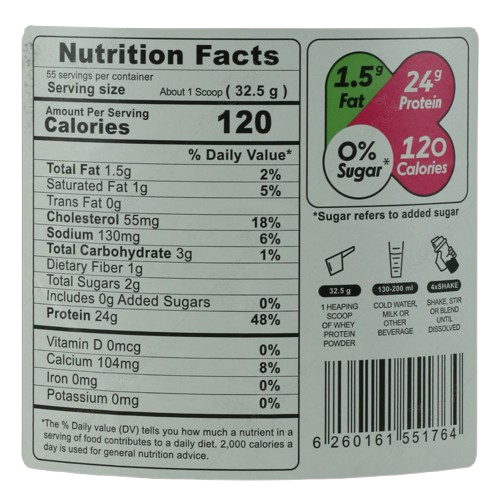 Nutrition Facts
55 servings per container
Serving size About 1 Scoop ( 32.5 g )
Amount Per Serving
Calories 120
% Daily Value*
Total Fat 1.5g 2%
Saturated Fat 1g 5%
Trans Fat 0g
Cholesterol 55mg 18%
Sodium 130mg 6%
Total Carbohydrate 3g 1%
Dietary Fiber 1g
Total Sugars 2g
Includes 0g Added Sugars 0%
Protein 24g 48%
Vitamin D 0mcg 0%
Calcium 104mg 8%
Iron 0mg 0%
Potassium 0mg 0%
*The % Daily value (DV) tells you how much a nutrient in a
serving of food contributes to a daily diet. 2,000 calories a
day is used for general nutrition advice.
1.5g
Fat
24g
Protein
0%
Sugar*
120
Calories
*Sugar refers to added sugar
32.5 g
1 HEAPING
SCOOP
OF WHEY
PROTEIN
POWDER
130-200 ml
COLD WATER,
MILK OR
OTHER
BEVERAGE
4xSHAKE
SHAKE, STIR
OR BLEND
UNTIL
DISSOLVED
6 260161 551764